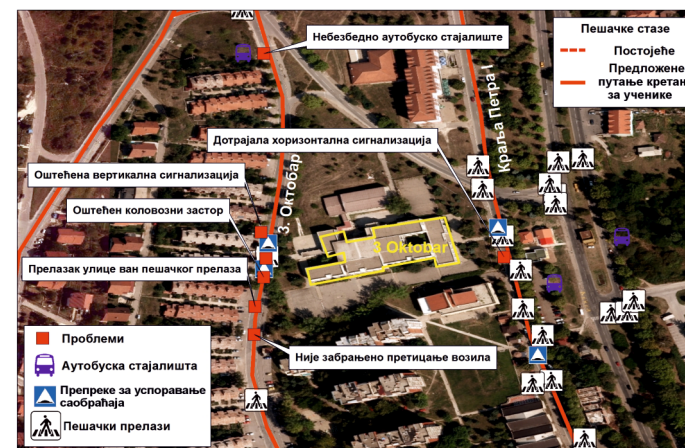 Небезбедно аутобуско стајалиште
Пешачке стазе
Постојеће
Предложене
путање кретања
за ученике
Дотрајала хоризонтална сигнализација
Краља Петра I
Оштећена вертикална сигнализација
3. Октобар
Оштећен коловозни застор
3 Oktobar
Прелазак улице ван пешачког прелаза
Проблеми
Аутобуска стајалишта
Препреке за успоравање
саобраћаја
Пешачки прелази
Није забрањено претицање возила